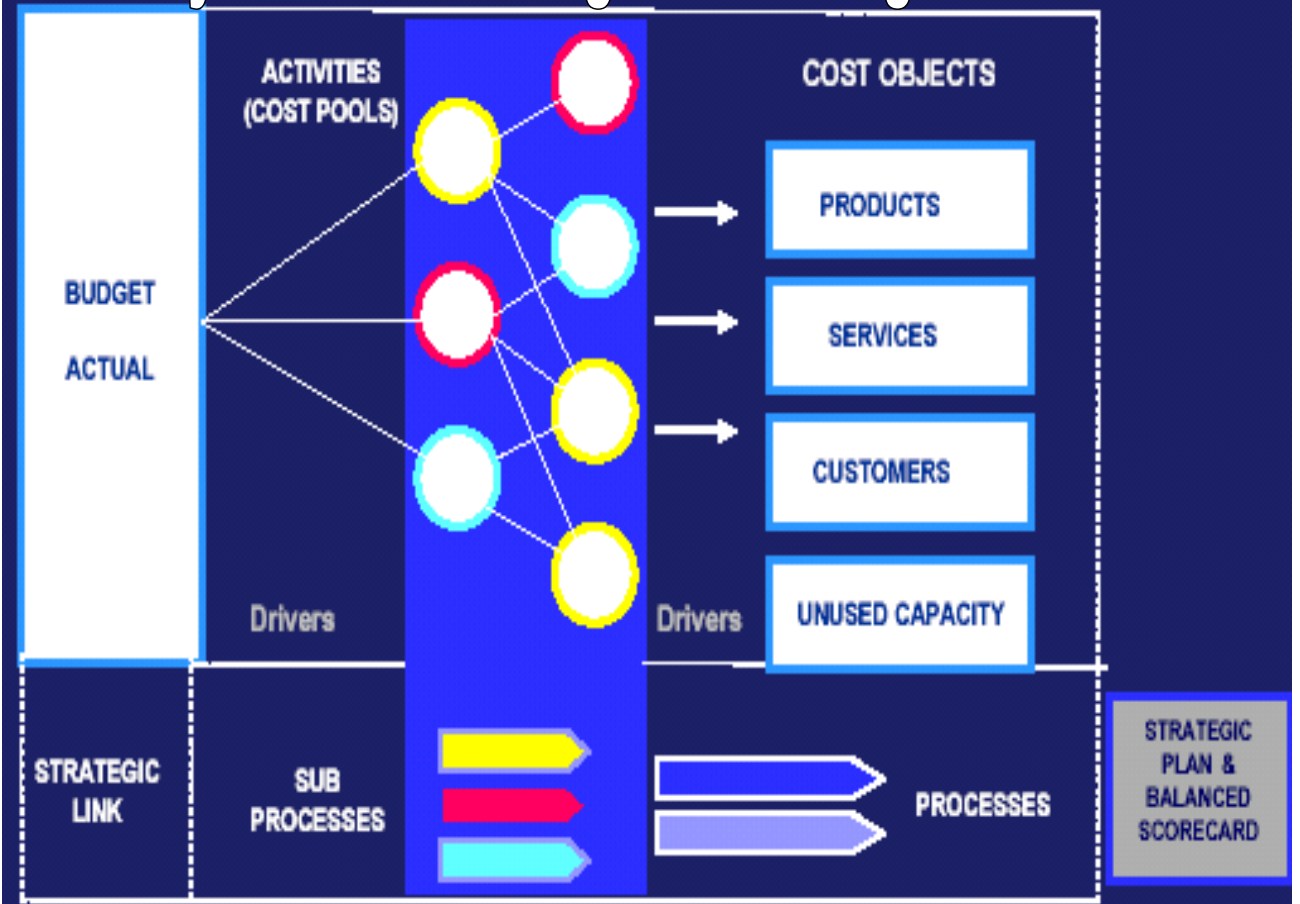 ACTIVITIES
(COST POOLS)
COST OBJECTS
BUDGET
ACTUAL
PRODUCTS
SERVICES
CUSTOMERS
UNUSED CAPACITY
Drivers
Drivers
STRATEGIC
LINK
SUB
PROCESSES
PROCESSES
STRATEGIC
PLAN &
BALANCED
SCORECARD